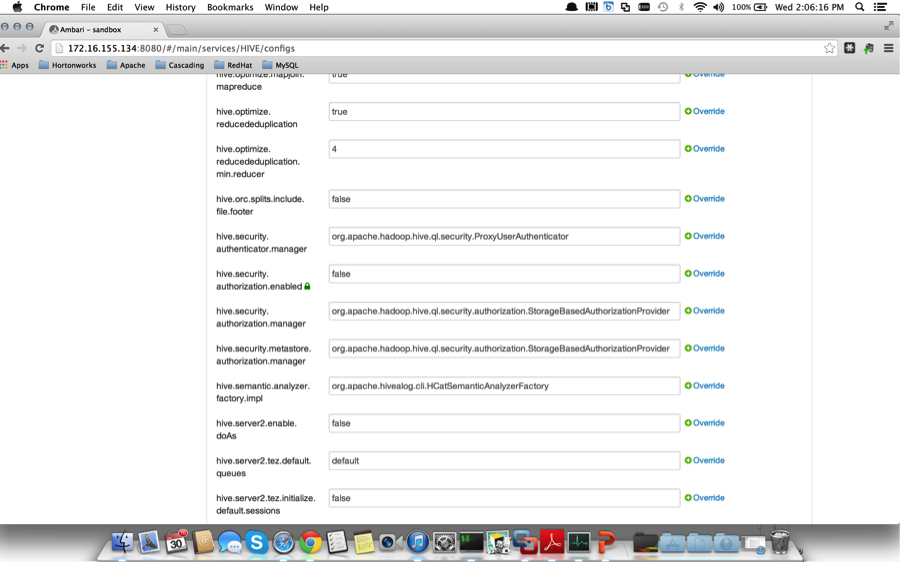 Chrome File Edit View History Bookmarks Window Help 100% Wed 2:06:16 PM
Ambari – sandbox
172.16.155.134:8080/#/main/services/HIVE/configs
Apps Hortonworks Apache Cascading RedHat MySQL
hive.optimize.mapjoin. true Override
mapreduce
hive.optimize. true Override
reducededuplication
hive.optimize. 4 Override
reducededuplication.
min.reducer
hive.orc.splits.include. false Override
file.footer
hive.security. org.apache.hadoop.hive.ql.security.ProxyUserAuthenticator Override
authenticator.manager
hive.security. false Override
authorization.enabled
hive.security. org.apache.hadoop.hive.ql.security.authorization.StorageBasedAuthorizationProvider Override
authorization.manager
hive.security.metastore. org.apache.hadoop.hive.ql.security.authorization.StorageBasedAuthorizationProvider Override
authorization.manager
hive.semantic.analyzer. org.apache.hivealog.cli.HCatSemanticAnalyzerFactory Override
factory.impl
hive.server2.enable. false Override
doAs
hive.server2.tez.default. default Override
queues
hive.server2.tez.initialize. false Override
default.sessions
30